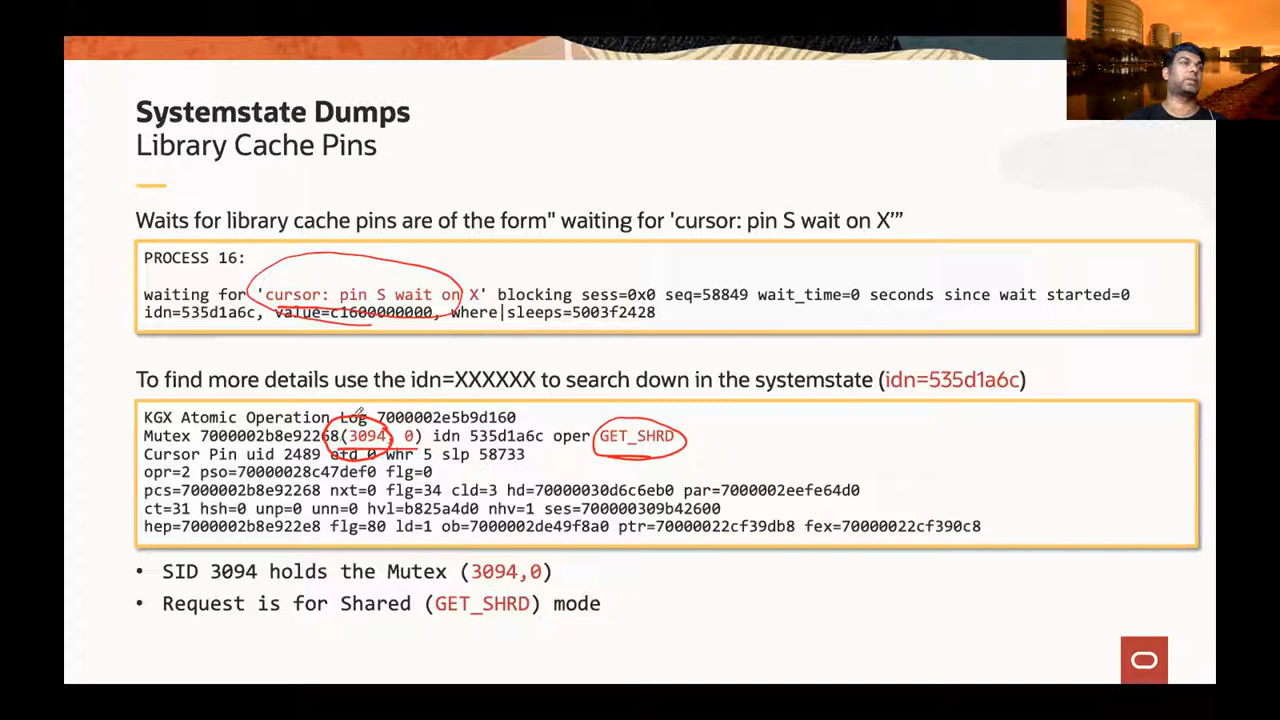 Systemstate Dumps
Library Cache Pins
Waits for library cache pins are of the form" waiting for 'cursor: pin S wait on X'”
PROCESS 16:
waiting for 'cursor: pin S wait on X' blocking sess=0x0 seq=58849 wait_time=0 seconds since wait started=0
idn=535d1a6c, value=c1600000000, where|sleeps=5003f2428
To find more details use the idn=XXXXXX to search down in the systemstate (idn=535d1a6c)
KGX Atomic Operation Log 7000002e5b9d160
Mutex 7000002b8e92268(3094, 0) idn 535d1a6c oper GET_SHRD
Cursor Pin uid 2489 efd 0 whr 5 slp 58733
opr=2 pso=70000028c47def0 flg=0
pcs=7000002b8e92268 nxt=0 flg=34 cld=3 hd=70000030d6c6eb0 par=7000002eefe64d0
ct=31 hsh=0 unp=0 unn=0 hvl=b825a4d0 nhv=1 ses=700000309b42600
hep=7000002b8e922e8 flg=80 ld=1 ob=7000002de49f8a0 ptr=70000022cf39db8 fex=70000022cf390c8
• SID 3094 holds the Mutex (3094,0)
• Request is for Shared (GET_SHRD) mode